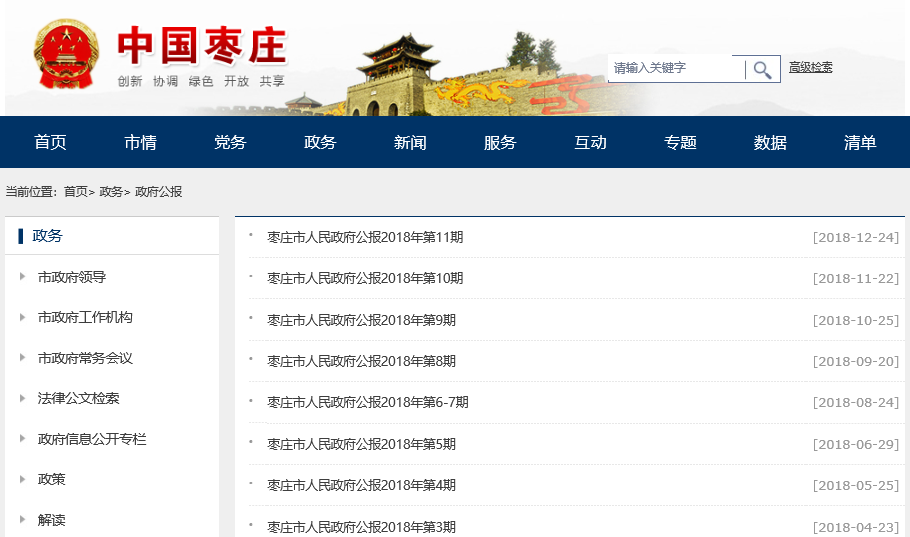 中国枣庄
创新 协调 绿色 开放 共享
请输入关键字
高级检索
首页 市情 党务 政务 新闻 服务 互动 专题 数据 清单
当前位置：首页> 政务> 政府公报
政务
市政府领导
市政府工作机构
市政府常务会议
法律公文检索
政府信息公开专栏
政策
解读
枣庄市人民政府公报2018年第11期 [2018-12-24]
枣庄市人民政府公报2018年第10期 [2018-11-22]
枣庄市人民政府公报2018年第9期 [2018-10-25]
枣庄市人民政府公报2018年第8期 [2018-09-20]
枣庄市人民政府公报2018年第6-7期 [2018-08-24]
枣庄市人民政府公报2018年第5期 [2018-06-29]
枣庄市人民政府公报2018年第4期 [2018-05-25]
枣庄市人民政府公报2018年第3期 [2018-04-23]